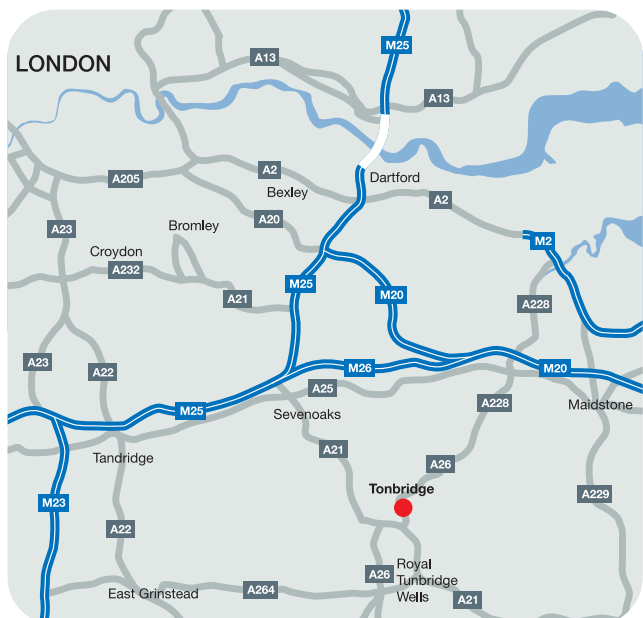 M25
LONDON
A13
A13
A2
Dartford
A205
Bexley
A2
A20
A23
Bromley
M2
Croydon
A232
M25
M20
A21
A228
A23
A22
M26
M20
A25
A228
M25
Sevenoaks
Maidstone
A21
Tandridge
A26
Tonbridge
A229
M23
A22
A26
Royal
Tunbridge
Wells
East Grinstead
A264
A21